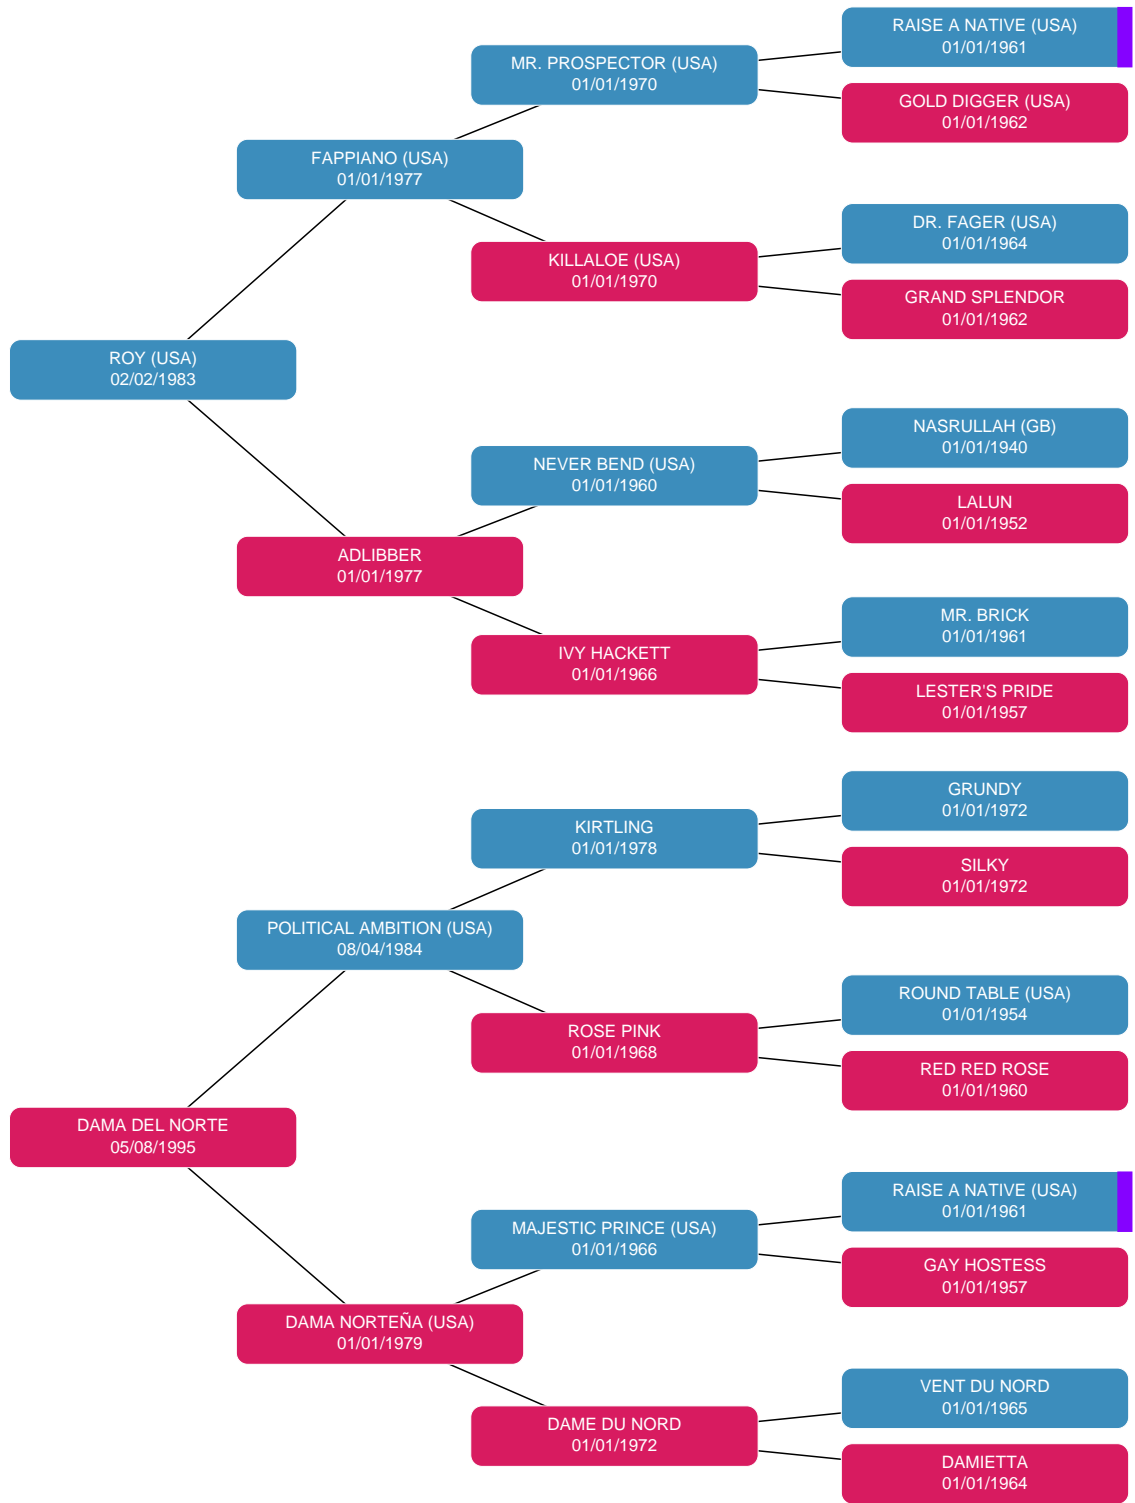 RAISE A NATIVE (USA)
01/01/1961
MR. PROSPECTOR (USA)
01/01/1970
GOLD DIGGER (USA)
01/01/1962
FAPPIANO (USA)
01/01/1977
DR. FAGER (USA)
01/01/1964
KILLALOE (USA)
01/01/1970
GRAND SPLENDOR
01/01/1962
ROY (USA)
02/02/1983
NASRULLAH (GB)
01/01/1940
NEVER BEND (USA)
01/01/1960
LALUN
01/01/1952
ADLIBBER
01/01/1977
MR. BRICK
01/01/1961
IVY HACKETT
01/01/1966
LESTER'S PRIDE
01/01/1957
GRUNDY
01/01/1972
KIRTLING
01/01/1978
SILKY
01/01/1972
POLITICAL AMBITION (USA)
08/04/1984
ROUND TABLE (USA)
01/01/1954
ROSE PINK
01/01/1968
RED RED ROSE
01/01/1960
DAMA DEL NORTE
05/08/1995
RAISE A NATIVE (USA)
01/01/1961
MAJESTIC PRINCE (USA)
01/01/1966
GAY HOSTESS
01/01/1957
DAMA NORTEÑA (USA)
01/01/1979
VENT DU NORD
01/01/1965
DAME DU NORD
01/01/1972
DAMIETTA
01/01/1964